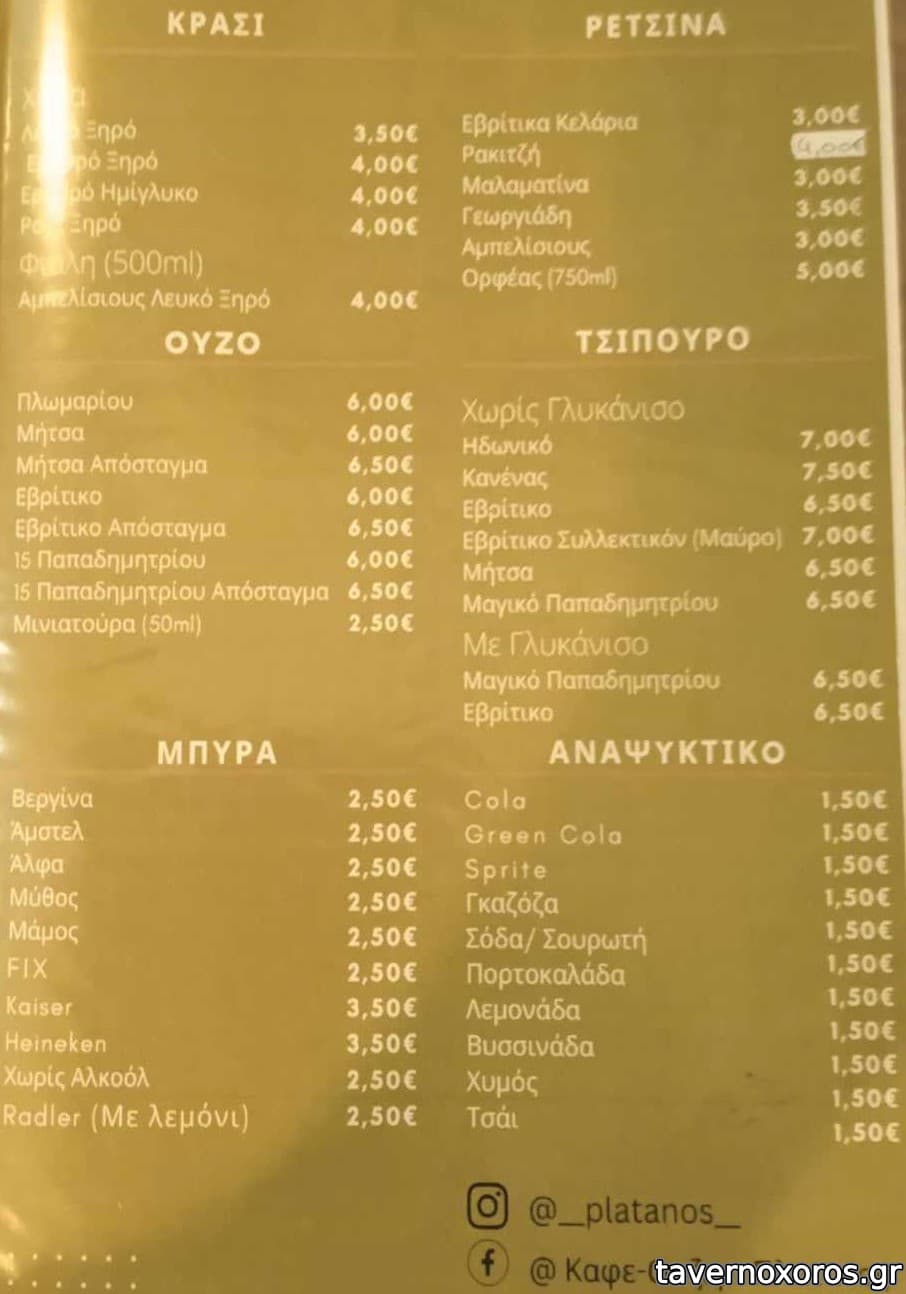 ΚΡΑΣΙ
Ξηρό 3,50€
Ξηρό 4,00€
Ημίγλυκο 4,00€
Ξηρό 4,00€
Φιάλη (500ml)
Αμπελίσιους Λευκό Ξηρό 4,00€
ΡΕΤΣΙΝΑ
Εβρίτικα Κελάρια 3,00€
Ρακιτζή 4,00€
Μαλαματίνα 3,00€
Γεωργιάδη 3,50€
Αμπελίσιους 3,00€
Ορφέας (750ml) 5,00€
ΟΥΖΟ
Πλωμαρίου 6,00€
Μήτσα 6,00€
Μήτσα Απόσταγμα 6,50€
Εβρίτικο 6,00€
Εβρίτικο Απόσταγμα 6,50€
15 Παπαδημητρίου 6,00€
15 Παπαδημητρίου Απόσταγμα 6,50€
Μινιατούρα (50ml) 2,50€
ΤΣΙΠΟΥΡΟ
Χωρίς Γλυκάνισο
Ηδωνικό 7,00€
Κανένας 7,50€
Εβρίτικο 6,50€
Εβρίτικο Συλλεκτικόν (Μαύρο) 7,00€
Μήτσα 6,50€
Μαγικό Παπαδημητρίου 6,50€
Με Γλυκάνισο
Μαγικό Παπαδημητρίου 6,50€
Εβρίτικο 6,50€
ΜΠΥΡΑ
Βεργίνα 2,50€
Άμστελ 2,50€
Άλφα 2,50€
Μύθος 2,50€
Μάμος 2,50€
FIX 2,50€
Kaiser 3,50€
Heineken 3,50€
Χωρίς Αλκοόλ 2,50€
Radler (Με λεμόνι) 2,50€
ΑΝΑΨΥΚΤΙΚΟ
Cola 1,50€
Green Cola 1,50€
Sprite 1,50€
Γκαζόζα 1,50€
Σόδα/ Σουρωτή 1,50€
Πορτοκαλάδα 1,50€
Λεμονάδα 1,50€
Βυσσινάδα 1,50€
Χυμός 1,50€
Τσάι 1,50€
1,50€
@__platanos__
@ Καφε-
tavernoxoros.gr